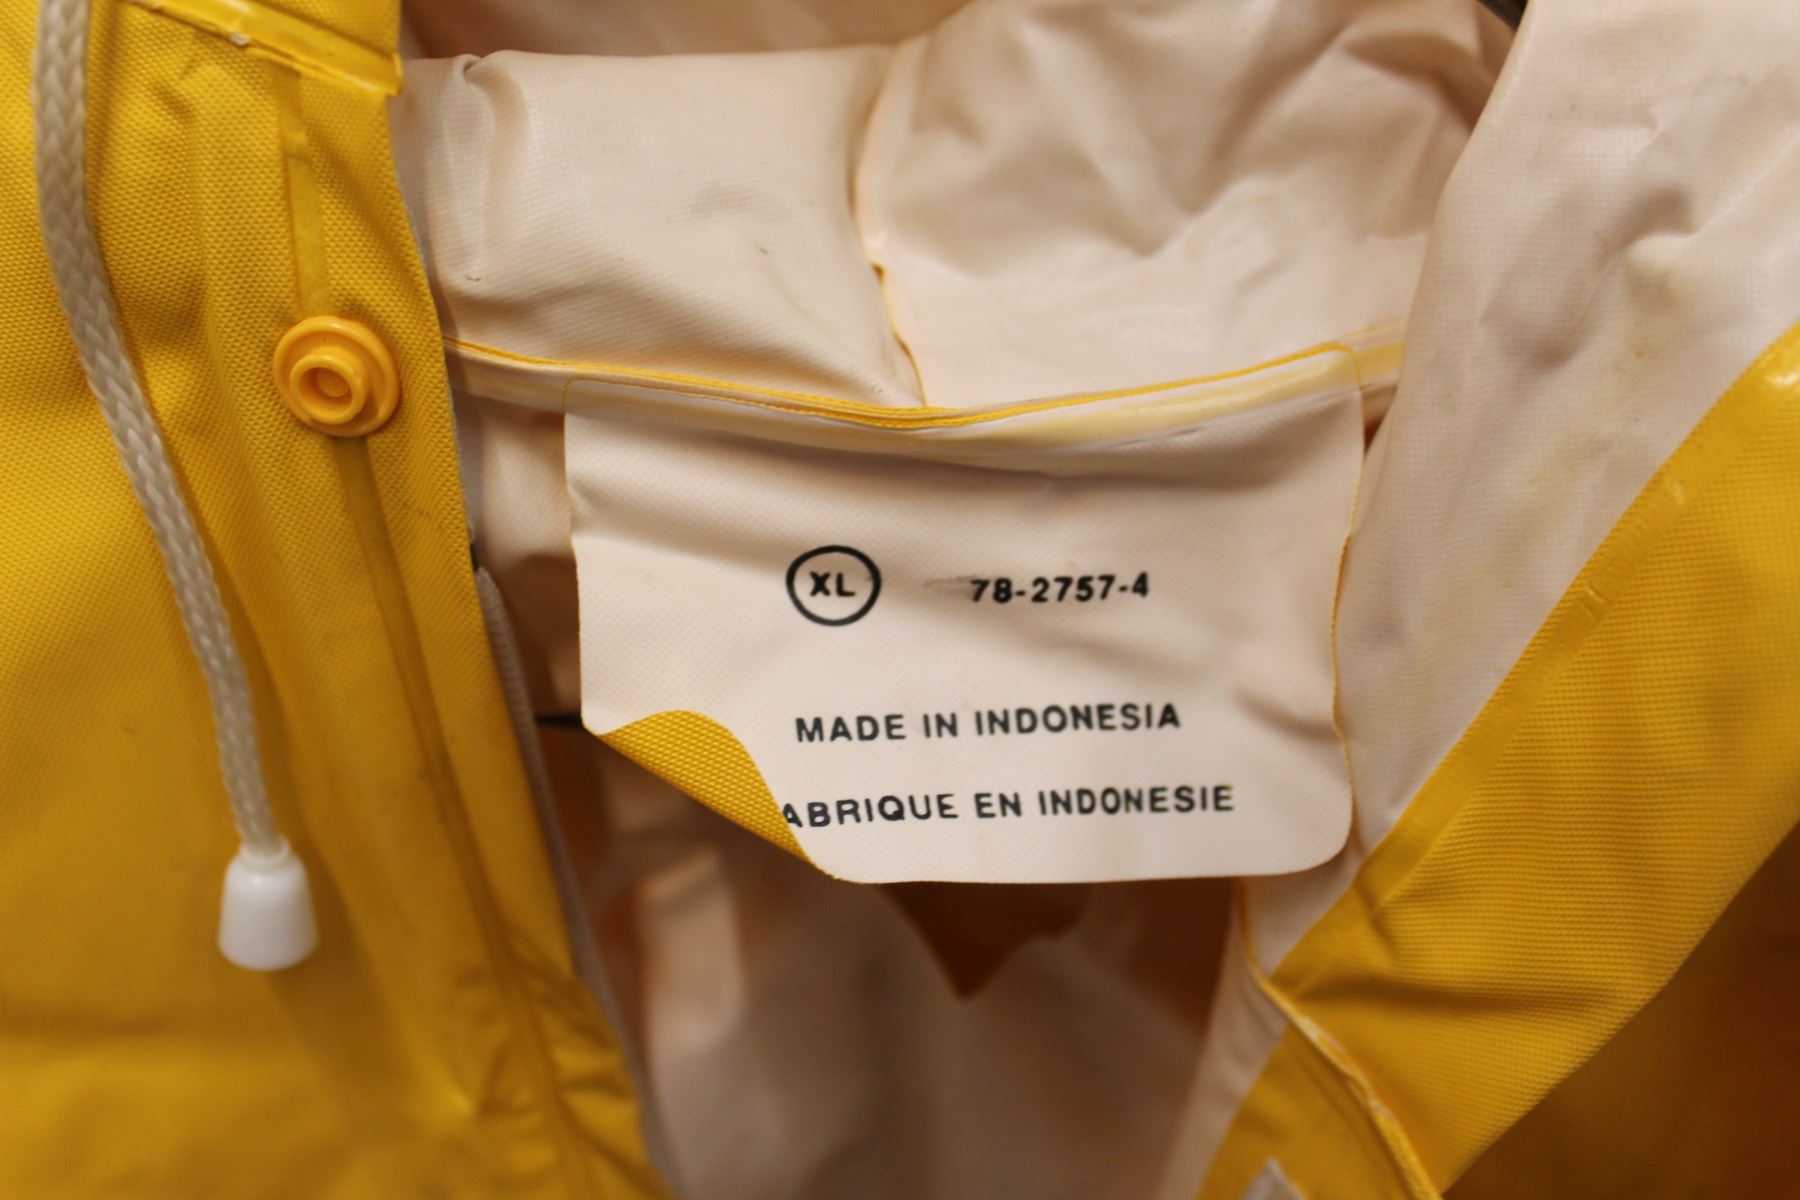 XL 78-2757-4
MADE IN INDONESIA
ABRIQUE EN INDONESIE